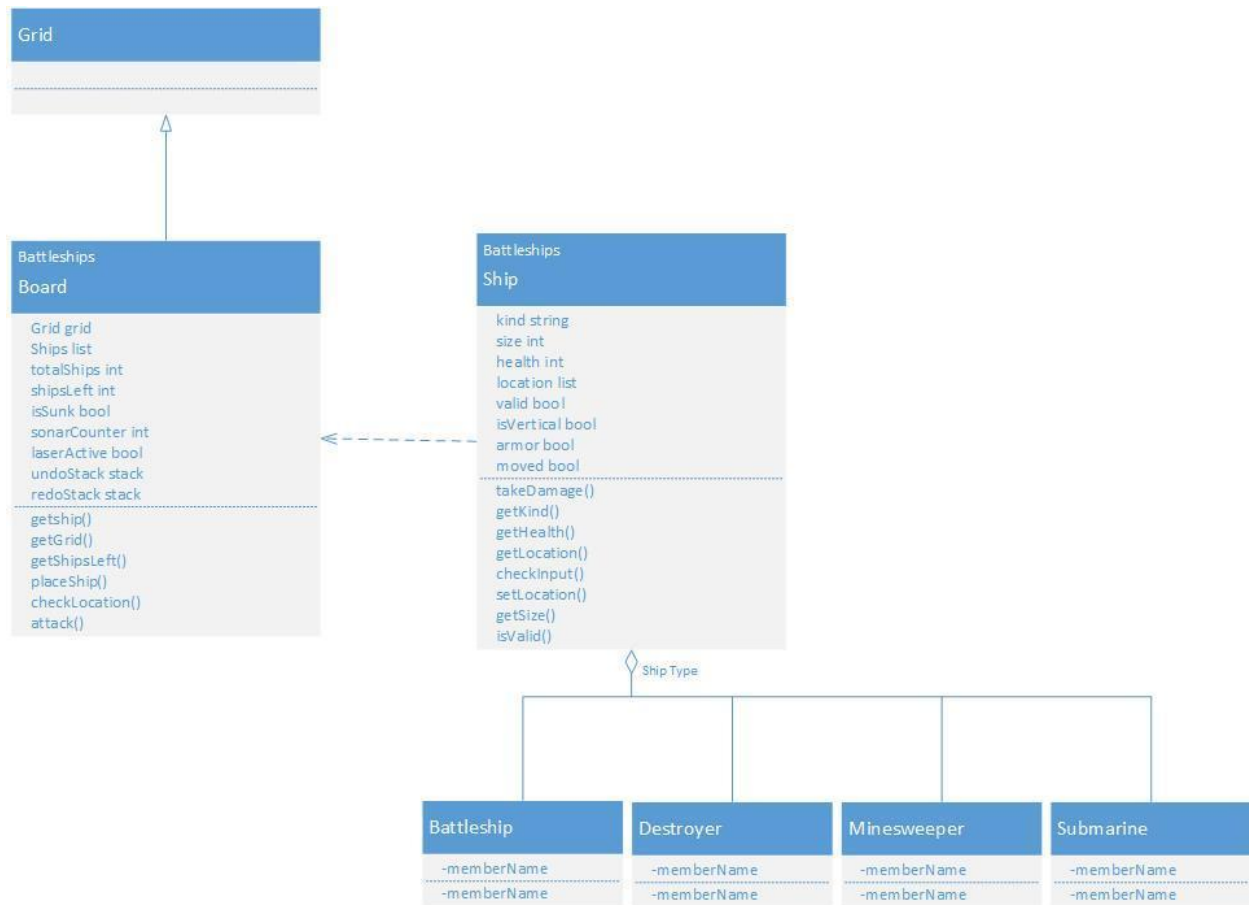 Grid
Battleships
Board
Grid grid
Ships list
totalShips int
shipsLeft int
isSunk bool
sonarCounter int
laserActive bool
undoStack stack
redoStack stack
getship()
getGrid()
getShipsLeft()
placeShip()
checkLocation()
attack()
Battleships
Ship
kind string
size int
health int
location list
valid bool
isVertical bool
armor bool
moved bool
takeDamage()
getKind()
getHealth()
getLocation()
checkInput()
setLocation()
getSize()
isValid()
Ship Type
Battleship
-memberName
-memberName
Destroyer
-memberName
-memberName
Minesweeper
-memberName
-memberName
Submarine
-memberName
-memberName